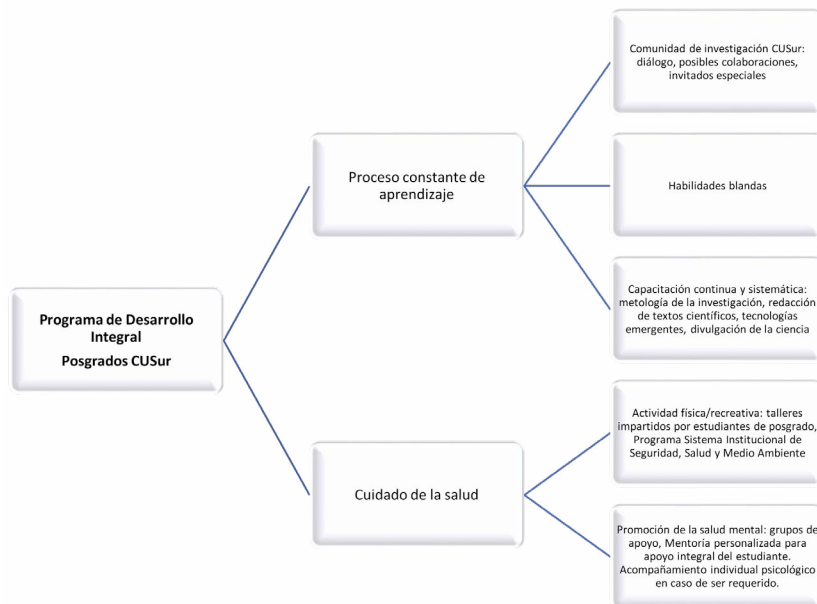 Programa de Desarrollo
Integral
Posgrados CUSur
Proceso constante de
aprendizaje
Cuidado de la salud
Comunidad de investigación CUSur:
diálogo, posibles colaboraciones,
invitados especiales
Habilidades blandas
Capacitación continua y sistemática:
metología de la investigación, redacción
de textos científicos, tecnologías
emergentes, divulgación de la ciencia
Actividad física/recreativa: talleres
impartidos por estudiantes de posgrado,
Programa Sistema Institucional de
Seguridad, Salud y Medio Ambiente
Promoción de la salud mental: grupos de
apoyo, Mentoría personalizada para
apoyo integral del estudiante.
Acompañamiento individual psicológico
en caso de ser requerido.